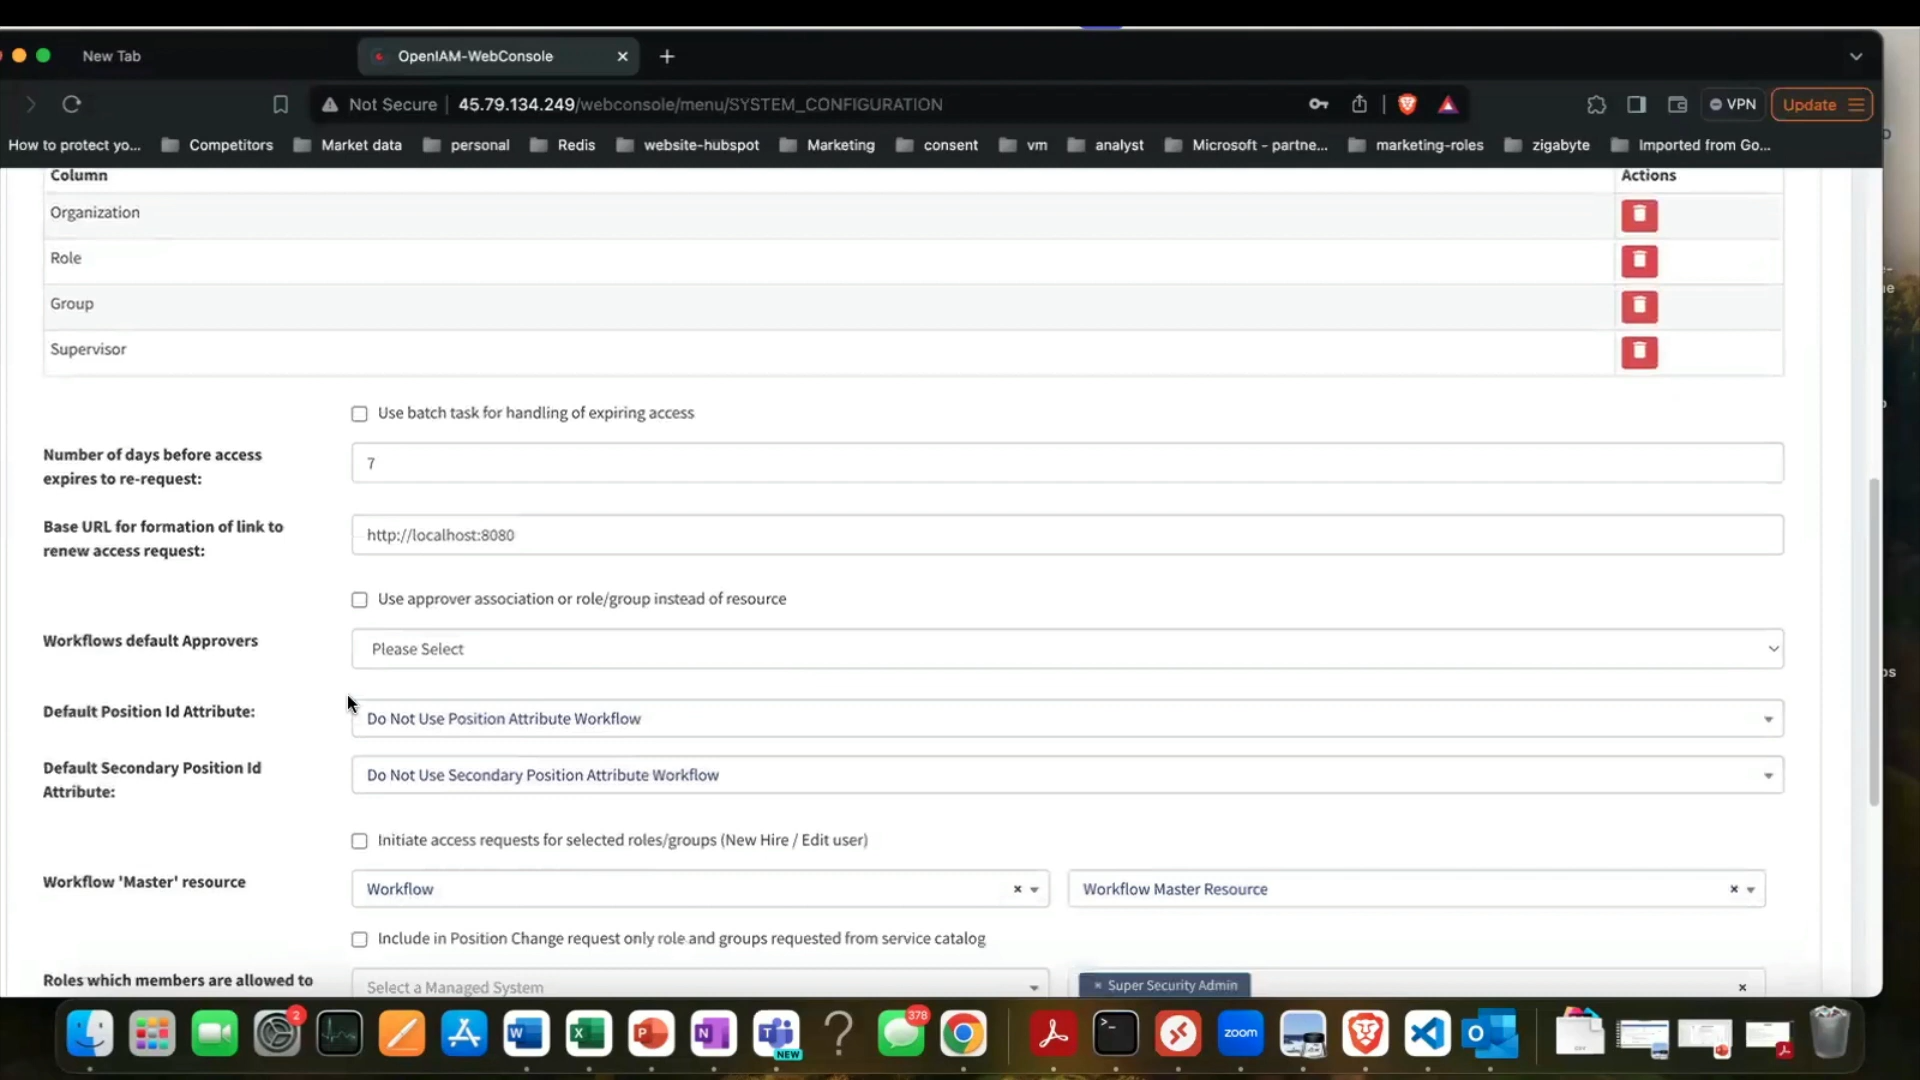 New Tab
OpenIAM-WebConsole
Not Secure
45.79.134.249/webconsole/menu/SYSTEM_CONFIGURATION
VPN
Update
How to protect yo...
Competitors
Market data
personal
Redis
website-hubspot
Marketing
consent
vm
analyst
Microsoft - partne...
marketing-roles
zigabyte
Imported from Go...
Column
Actions
Organization
Role
Group
Supervisor
Use batch task for handling of expiring access
Number of days before access
expires to re-request:
7
Base URL for formation of link to
renew access request:
http://localhost:8080
Use approver association or role/group instead of resource
Workflows default Approvers
Please Select
Default Position Id Attribute:
Do Not Use Position Attribute Workflow
Default Secondary Position Id
Attribute:
Do Not Use Secondary Position Attribute Workflow
Initiate access requests for selected roles/groups (New Hire / Edit user)
Workflow 'Master' resource
Workflow
Workflow Master Resource
Include in Position Change request only role and groups requested from service catalog
Roles which members are allowed to
Select a Managed System
Super Security Admin
2
378
NEW
zoom